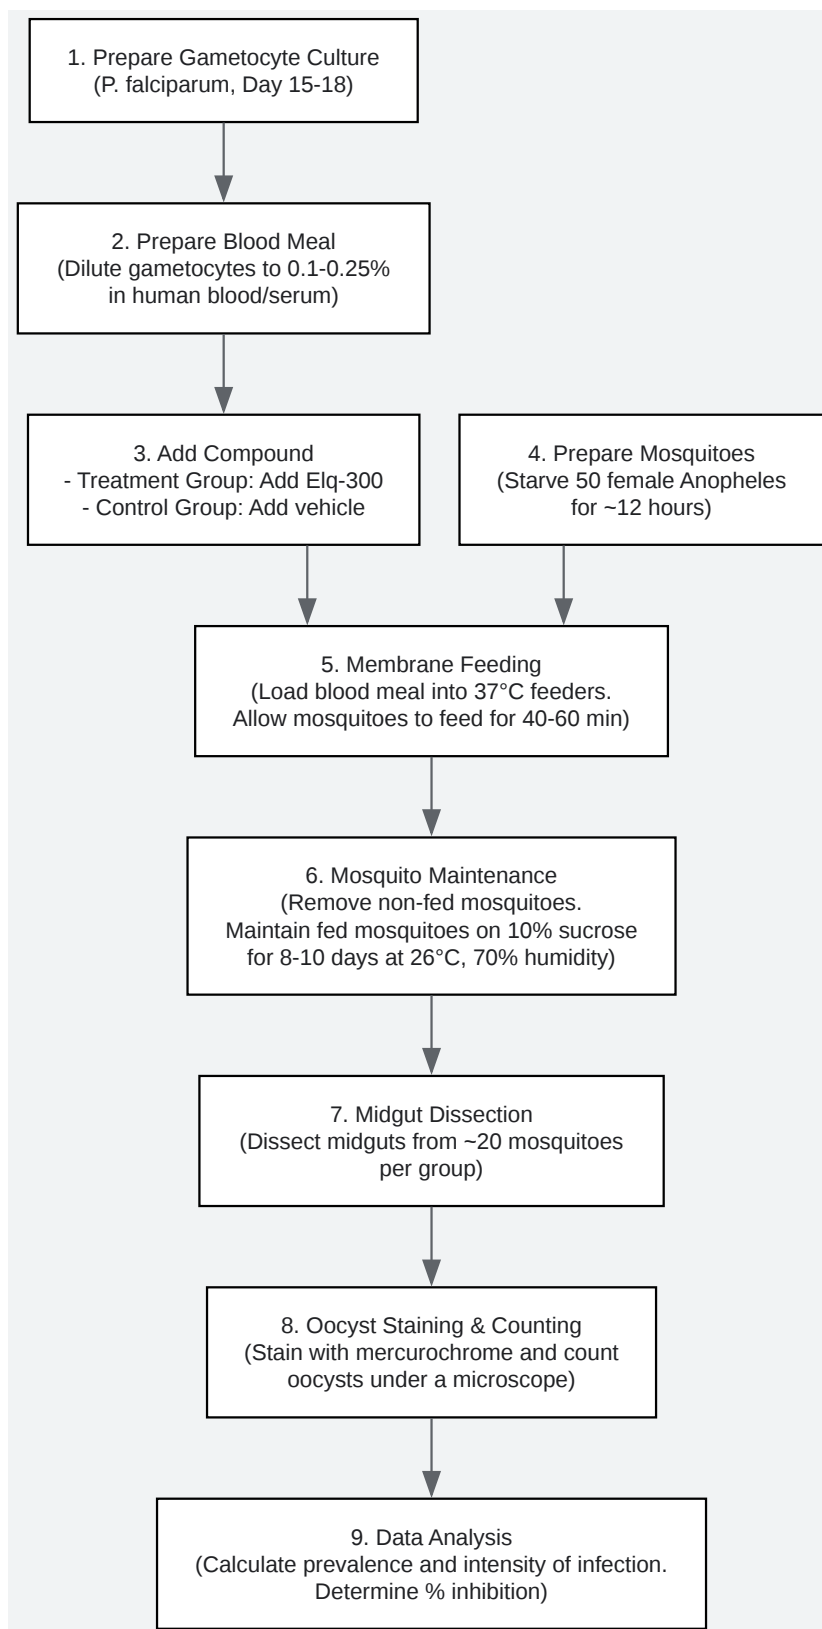 1. Prepare Gametocyte Culture
(P. falciparum, Day 15-18)
2. Prepare Blood Meal
(Dilute gametocytes to 0.1-0.25%
in human blood/serum)
3. Add Compound
- Treatment Group: Add Elq-300
- Control Group: Add vehicle
4. Prepare Mosquitoes
(Starve 50 female Anopheles
for ~12 hours)
5. Membrane Feeding
(Load blood meal into 37°C feeders.
Allow mosquitoes to feed for 40-60 min)
6. Mosquito Maintenance
(Remove non-fed mosquitoes.
Maintain fed mosquitoes on 10% sucrose
for 8-10 days at 26°C, 70% humidity)
7. Midgut Dissection
(Dissect midguts from ~20 mosquitoes
per group)
8. Oocyst Staining & Counting
(Stain with mercurochrome and count
oocysts under a microscope)
9. Data Analysis
(Calculate prevalence and intensity of infection.
Determine % inhibition)